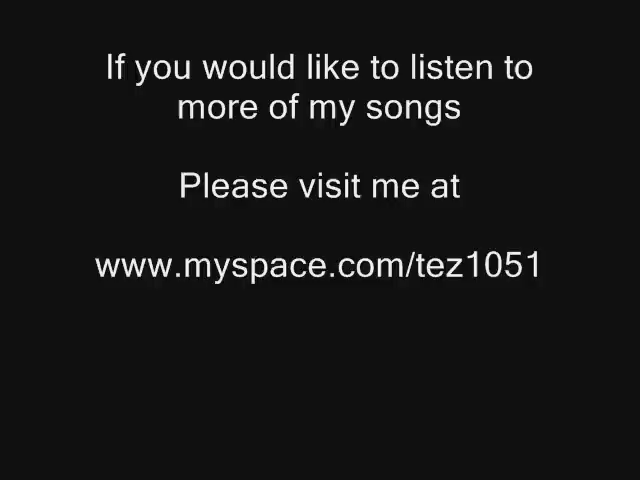 If you would like to listen to
more of my songs
Please visit me at
www.myspace.com/tez1051